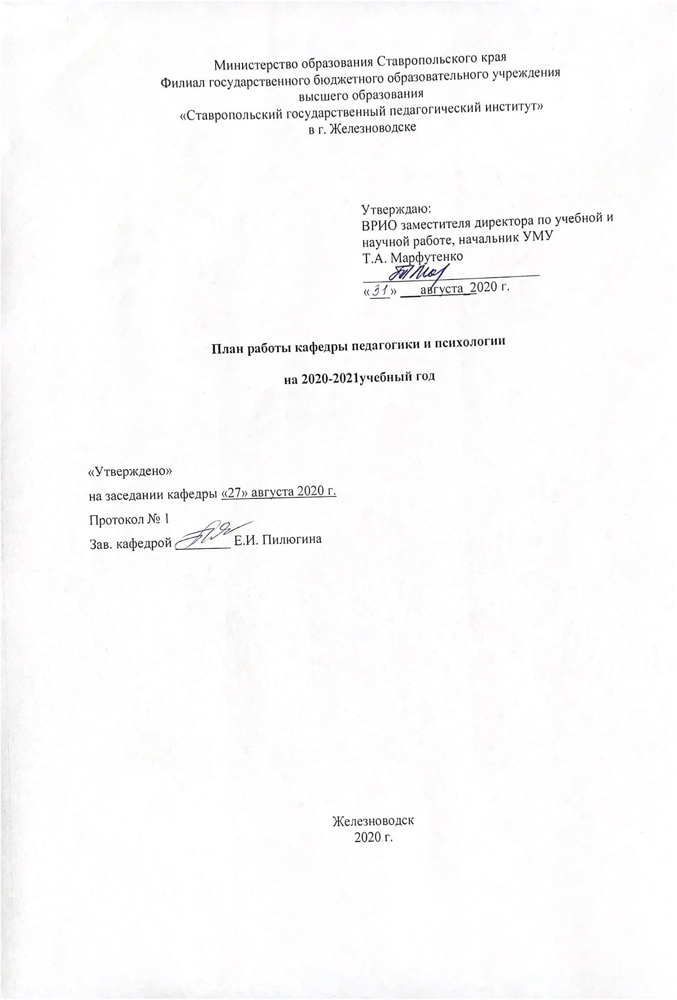 Министерство образования Ставропольского края
Филиал государственного бюджетного образовательного учреждения
высшего образования
«Ставропольский государственный педагогический институт»
в г. Железноводске
Утверждаю:
ВРИО заместителя директора по учебной и
научной работе, начальник УМУ
Т.А. Марфутенко
«31» ___августа_2020 г.
План работы кафедры педагогики и психологии
на 2020-2021учебный год
«Утверждено»
на заседании кафедры «27» августа 2020 г.
Протокол № 1
Зав. кафедрой ________ Е.И. Пилюгина
Железноводск
2020 г.